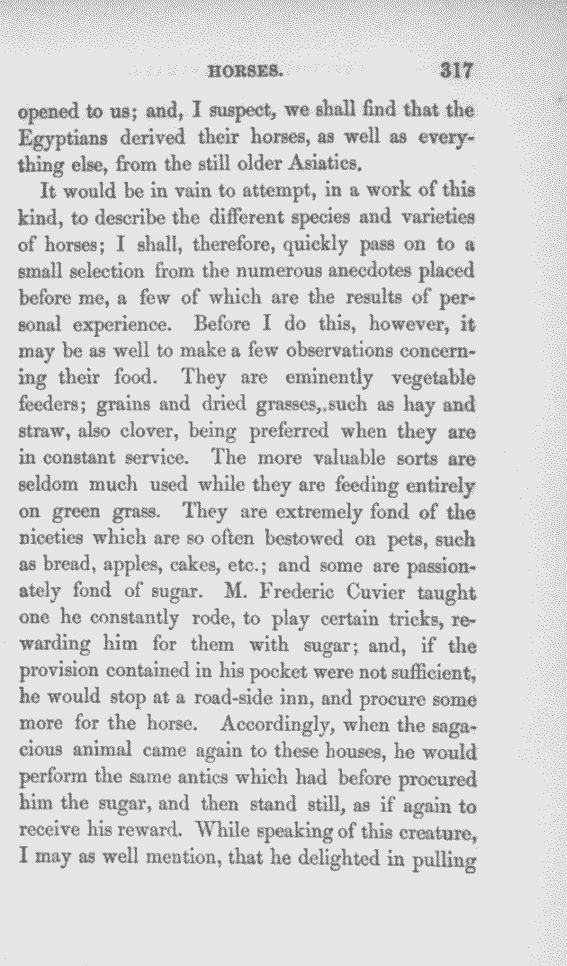 HORSES. 317
opened to us; and, I suspect, we shall find that the
Egyptians derived their horses, as well as every-
thing else, from the still older Asiatics.
It would be in vain to attempt, in a work of this
kind, to describe the different species and varieties
of horses; I shall, therefore, quickly pass on to a
small selection from the numerous anecdotes placed
before me, a few of which are the results of per-
sonal experience. Before I do this, however, it
may be as well to make a few observations concern-
ing their food. They are eminently vegetable
feeders; grains and dried grasses, such as hay and
straw, also clover, being preferred when they are
in constant service. The more valuable sorts are
seldom much used while they are feeding entirely
on green grass. They are extremely fond of the
niceties which are so often bestowed on pets, such
as bread, apples, cakes, etc.; and some are passion-
ately fond of sugar. M. Frederic Cuvier taught
one he constantly rode, to play certain tricks, re-
warding him for them with sugar; and, if the
provision contained in his pocket were not sufficient,
he would stop at a road-side inn, and procure some
more for the horse. Accordingly, when the saga-
cious animal came again to these houses, he would
perform the same antics which had before procured
him the sugar, and then stand still, as if again to
receive his reward. While speaking of this creature,
I may as well mention, that he delighted in pulling